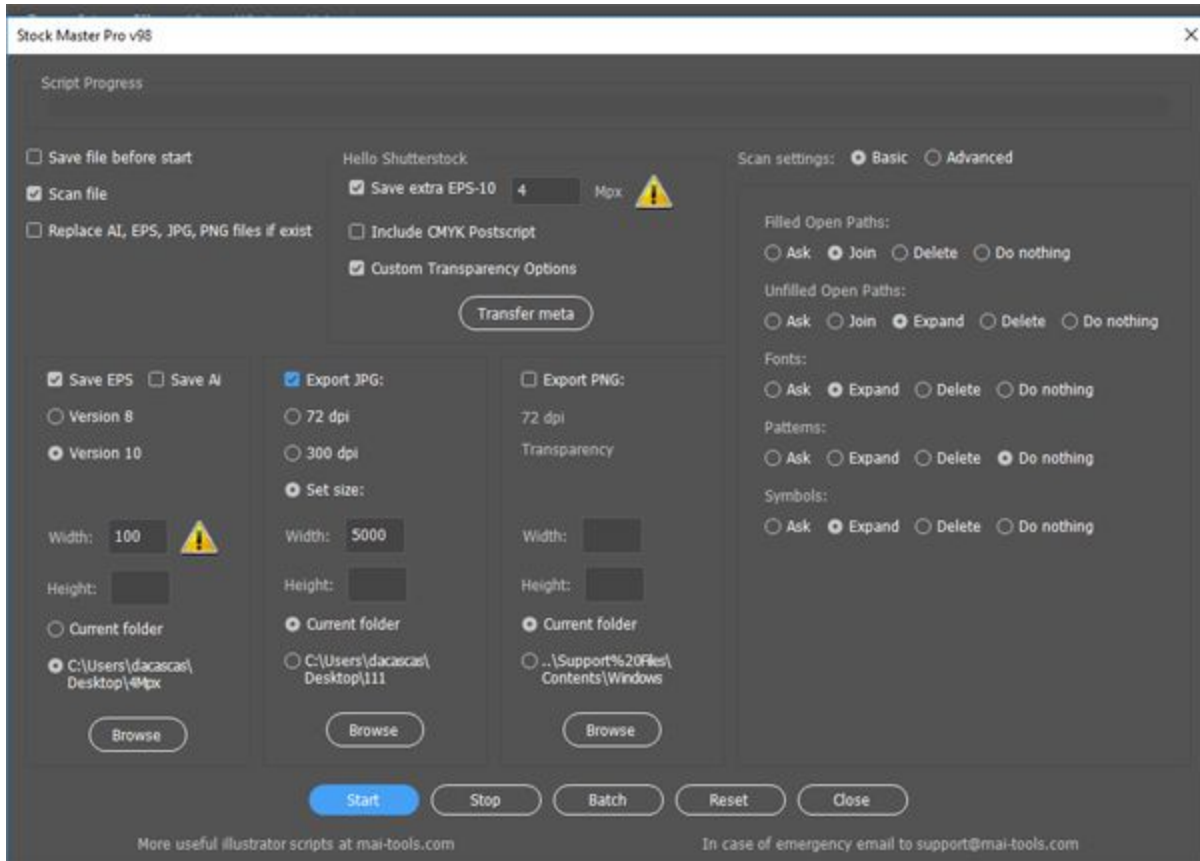 Stock Master Pro v98
Script Progress
Save file before start
Scan file
Replace AI, EPS, JPG, PNG files if exist
Hello Shutterstock
Save extra EPS-10 4 Mpx
Include CMYK Postscript
Custom Transparency Options
Transfer meta
Scan settings: Basic Advanced
Filled Open Paths:
Ask Join Delete Do nothing
Unfilled Open Paths:
Ask Join Expand Delete Do nothing
Fonts:
Ask Expand Delete Do nothing
Patterns:
Ask Expand Delete Do nothing
Symbols:
Ask Expand Delete Do nothing
Save EPS Save Ai
Version 8
Version 10
Width: 100
Height:
Current folder
C:\Users\dacascas\
Desktop\4Mpx
Browse
Export JPG:
72 dpi
300 dpi
Set size:
Width: 5000
Height:
Current folder
C:\Users\dacascas\
Desktop\111
Browse
Export PNG:
72 dpi
Transparency
Width:
Height:
Current folder
..\Support%20Files\
Contents\Windows
Browse
Start Stop Batch Reset Close
More useful illustrator scripts at mai-tools.com
In case of emergency email to support@mai-tools.com